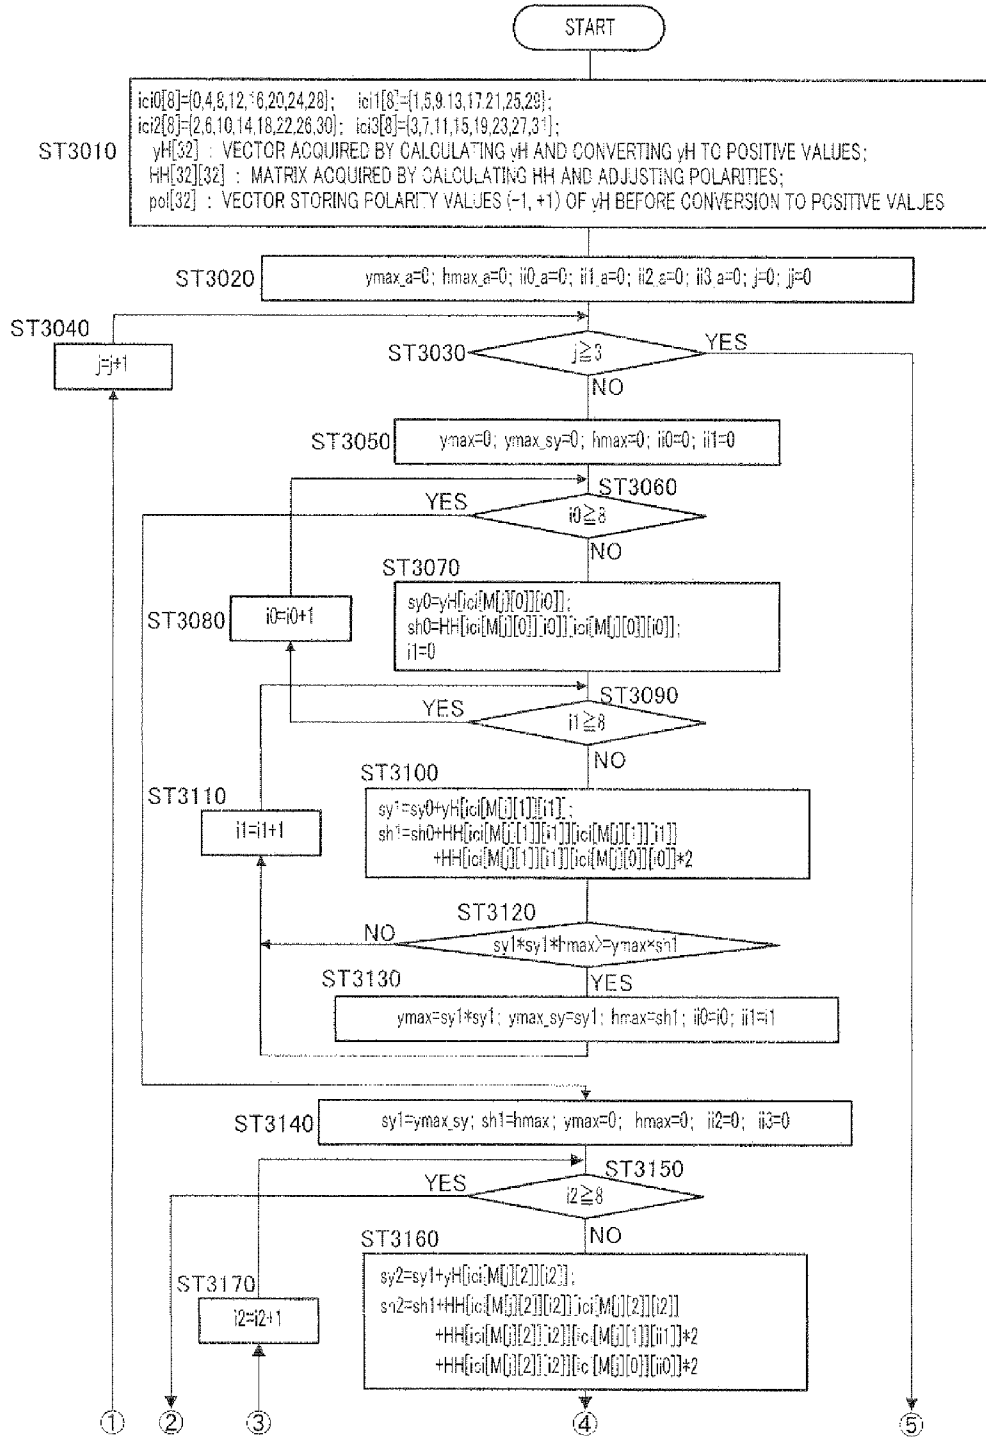 START
ST3010
ici0[8]={0,4,8,12,16,20,24,28}; ici1[8]={1,5,9,13,17,21,25,29};
ici2[8]={2,6,10,14,18,22,26,30}; ici3[8]={3,7,11,15,19,23,27,31};
yH[32] : VECTOR ACQUIRED BY CALCULATING yH AND CONVERTING yH TO POSITIVE VALUES;
HH[32][32] : MATRIX ACQUIRED BY CALCULATING HH AND ADJUSTING POLARITIES;
pol[32] : VECTOR STORING POLARITY VALUES (-1, +1) OF yH BEFORE CONVERSION TO POSITIVE VALUES
ST3020
ymax_a=0; hmax_a=0; ii0_a=0; ii1_a=0; ii2_a=0; ii3_a=0; j=0; jj=0
ST3040
j=j+1
ST3030
j≧3
YES
NO
ST3050
ymax=0; ymax_sy=0; hmax=0; ii0=0; ii1=0
ST3060
YES
i0≧8
NO
ST3070
sy0=yH[ici[M[j][0]][i0]];
sh0=HH[ici[M[j][0]][i0]][ici[M[j][0]][i0]];
i1=0
ST3080
i0=i0+1
ST3090
YES
i1≧8
NO
ST3100
sy1=sy0+yH[ici[M[j][1]][i1]];
sh1=sh0+HH[ici[M[j][1]][i1]][ici[M[j][1]][i1]]
+HH[ici[M[j][1]][i1]][ici[M[j][0]][i0]]*2
ST3110
i1=i1+1
ST3120
NO
sy1*sy1*hmax>=ymax*sh1
YES
ST3130
ymax=sy1*sy1; ymax_sy=sy1; hmax=sh1; ii0=i0; ii1=i1
ST3140
sy1=ymax_sy; sh1=hmax; ymax=0; hmax=0; ii2=0; ii3=0
ST3150
YES
i2≧8
NO
ST3160
sy2=sy1+yH[ici[M[j][2]][i2]];
sh2=sh1+HH[ici[M[j][2]][i2]][ici[M[j][2]][i2]]
+HH[ici[M[j][2]][i2]][ici[M[j][1]][ii1]]*2
+HH[ici[M[j][2]][i2]][ici[M[j][0]][ii0]]*2
ST3170
i2=i2+1
① ② ③ ④ ⑤